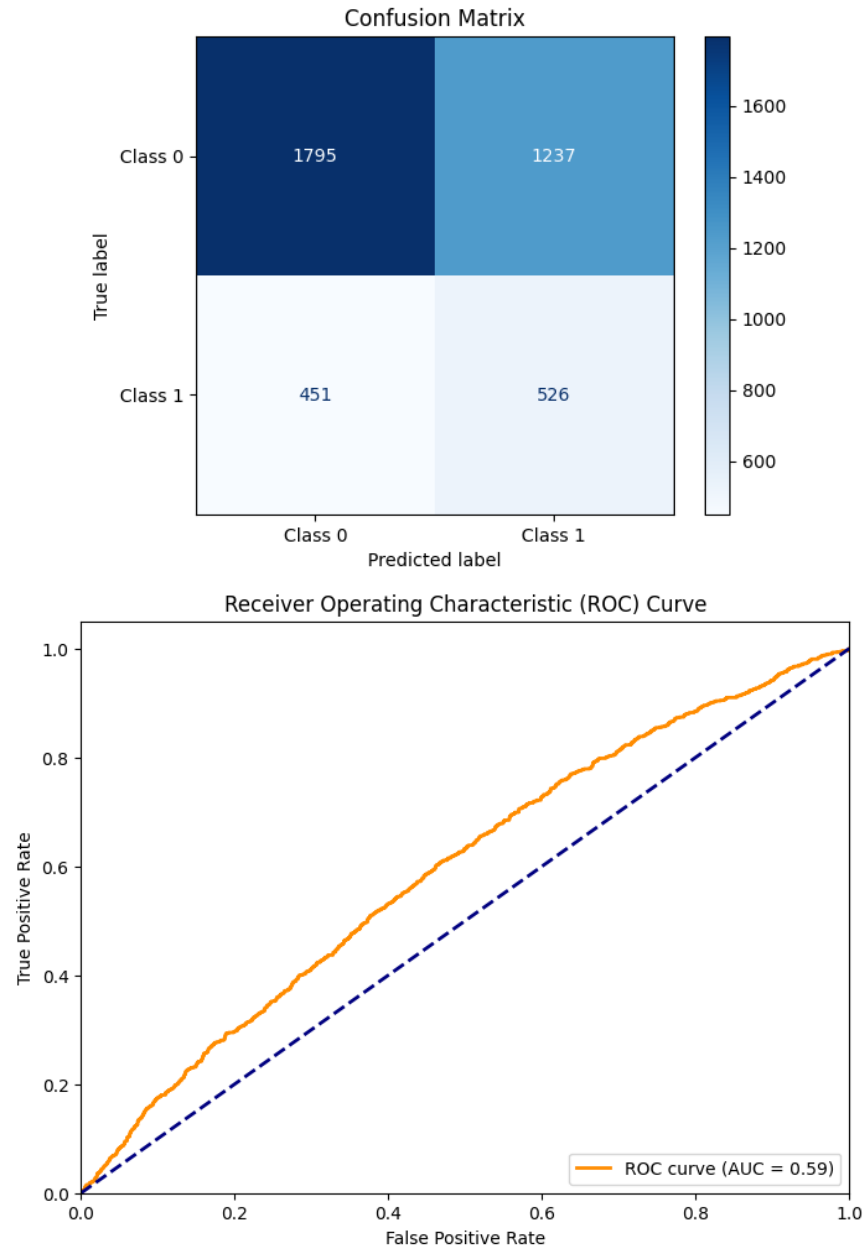 Confusion Matrix
Class 0
1795
1237
True label
Class 1
451
526
Class 0
Class 1
Predicted label
1600
1400
1200
1000
800
600
Receiver Operating Characteristic (ROC) Curve
1.0
0.8
0.6
0.4
0.2
0.0
True Positive Rate
ROC curve (AUC = 0.59)
0.0
0.2
0.4
0.6
0.8
1.0
False Positive Rate